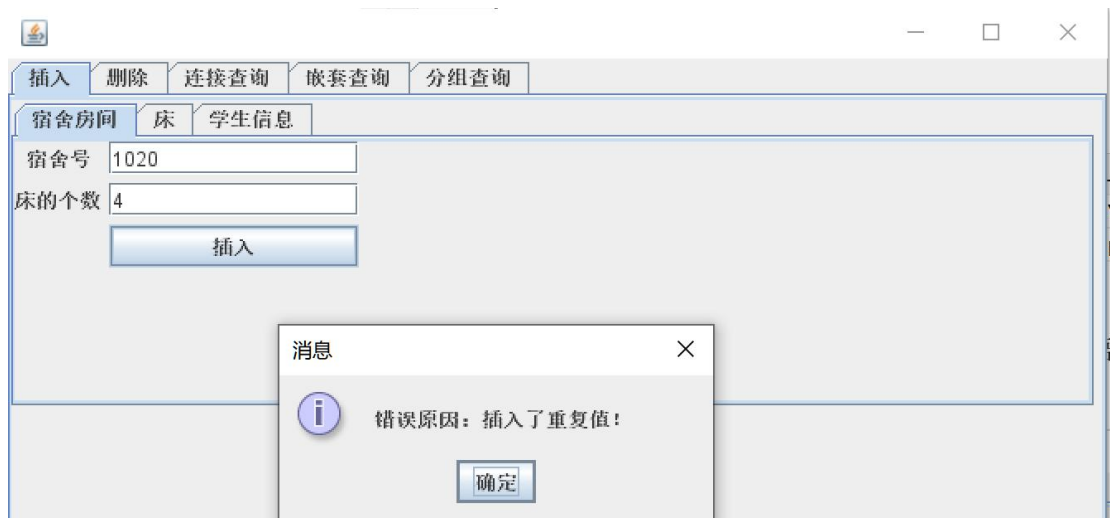 插入 删除 连接查询 嵌套查询 分组查询
宿舍房间 床 学生信息
宿舍号 1020
床的个数 4
插入
消息
错误原因：插入了重复值！
确定